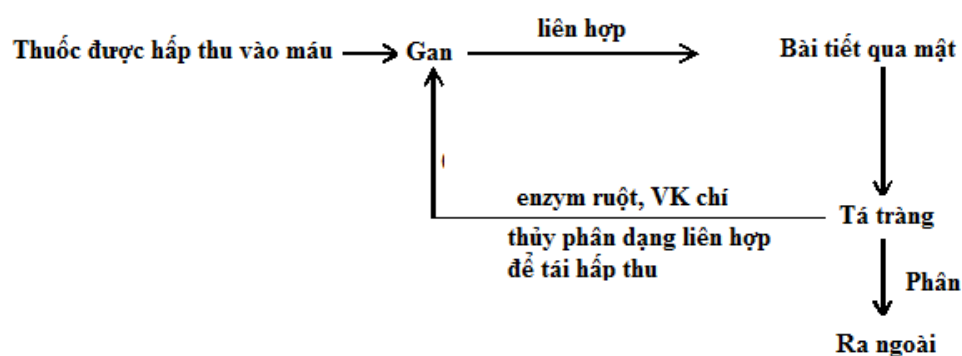 liên hợp
Thuốc được hấp thu vào máu
Gan
Bài tiết qua mật
enzym ruột, VK chí
Tá tràng
thủy phân dạng liên hợp
để tái hấp thu
Phân
Ra ngoài